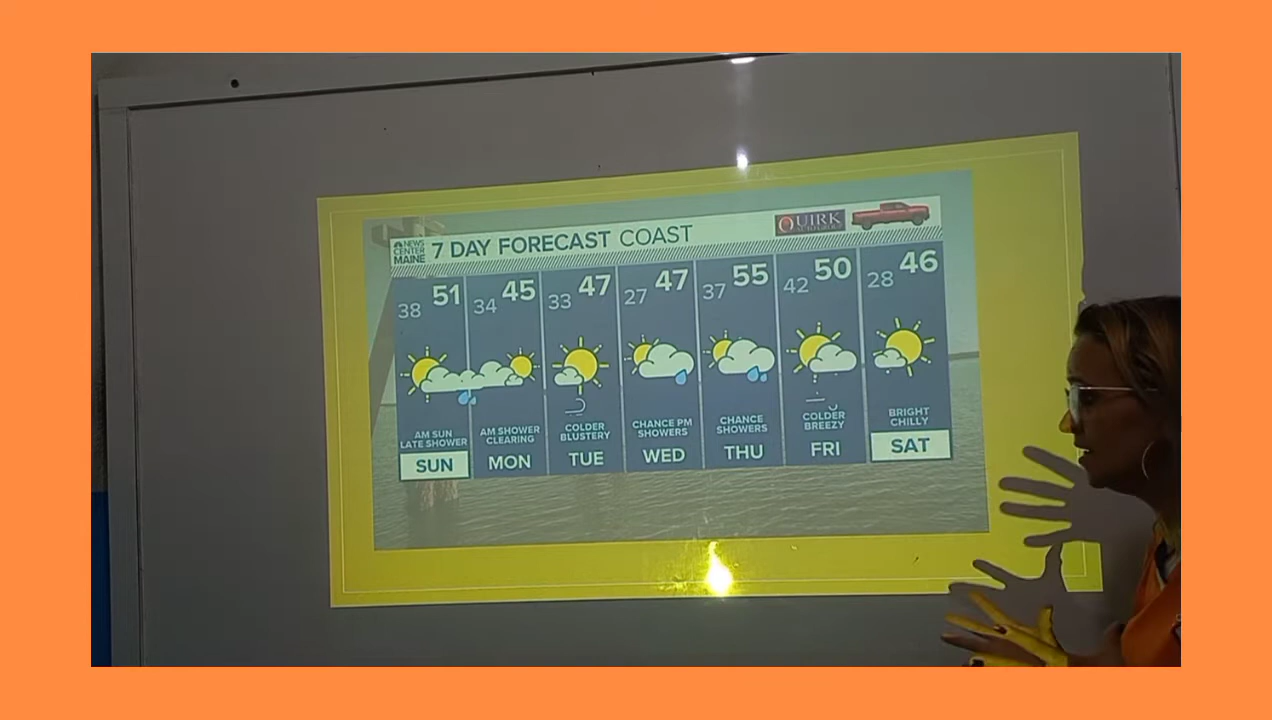 NEWS
CENTER
MAINE
7 DAY FORECAST COAST
QUIRK
AUTO GROUP
38 51
AM SUN
LATE SHOWER
SUN
34 45
AM SHOWER
CLEARING
MON
33 47
COLDER
BLUSTERY
TUE
27 47
CHANCE PM
SHOWERS
WED
37 55
CHANCE
SHOWERS
THU
42 50
COLDER
BREEZY
FRI
28 46
BRIGHT
CHILLY
SAT